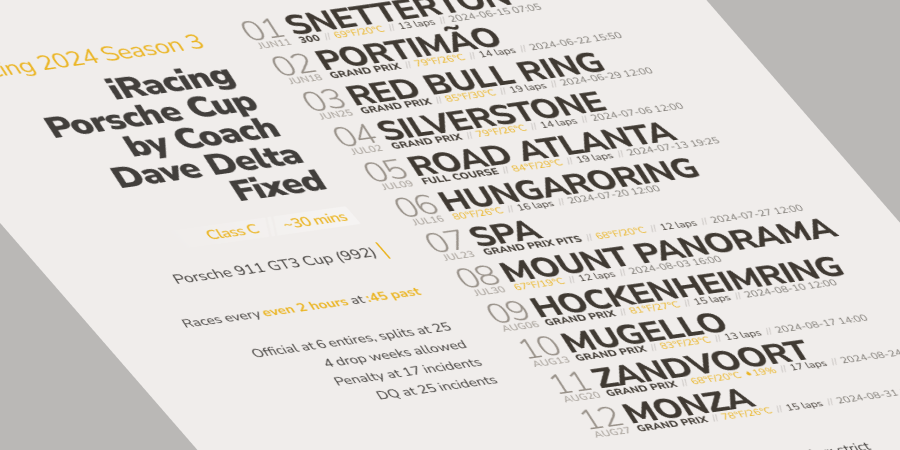 ing 2024 Season 3
iRacing
Porsche Cup
by Coach
Dave Delta
Fixed
Class C ~30 mins
Porsche 911 GT3 Cup (992)
Races every even 2 hours at :45 past
Official at 6 entires, splits at 25
4 drop weeks allowed
Penalty at 17 incidents
DQ at 25 incidents
01 SNETTERTON
JUN11 300 // 69°F/20°C // 13 laps // 2024-06-15 07:05
02 PORTIMÃO
JUN18 GRAND PRIX // 79°F/26°C // 14 laps // 2024-06-22 15:50
03 RED BULL RING
JUN25 GRAND PRIX // 85°F/30°C // 19 laps // 2024-06-29 12:00
04 SILVERSTONE
JUL02 GRAND PRIX // 79°F/26°C // 14 laps // 2024-07-06 12:00
05 ROAD ATLANTA
JUL09 FULL COURSE // 84°F/29°C // 19 laps // 2024-07-13 19:25
06 HUNGARORING
JUL16 80°F/26°C // 16 laps // 2024-07-20 12:00
07 SPA
JUL23 GRAND PRIX PITS // 68°F/20°C // 12 laps // 2024-07-27 12:00
08 MOUNT PANORAMA
JUL30 67°F/19°C // 12 laps // 2024-08-03 16:00
09 HOCKENHEIMRING
AUG06 GRAND PRIX // 81°F/27°C // 15 laps // 2024-08-10 12:00
10 MUGELLO
AUG13 GRAND PRIX // 83°F/29°C // 13 laps // 2024-08-17 14:00
11 ZANDVOORT
AUG20 GRAND PRIX // 68°F/20°C •19% // 17 laps // 2024-08-24
12 MONZA
AUG27 GRAND PRIX // 78°F/26°C // 15 laps // 2024-08-31
strict